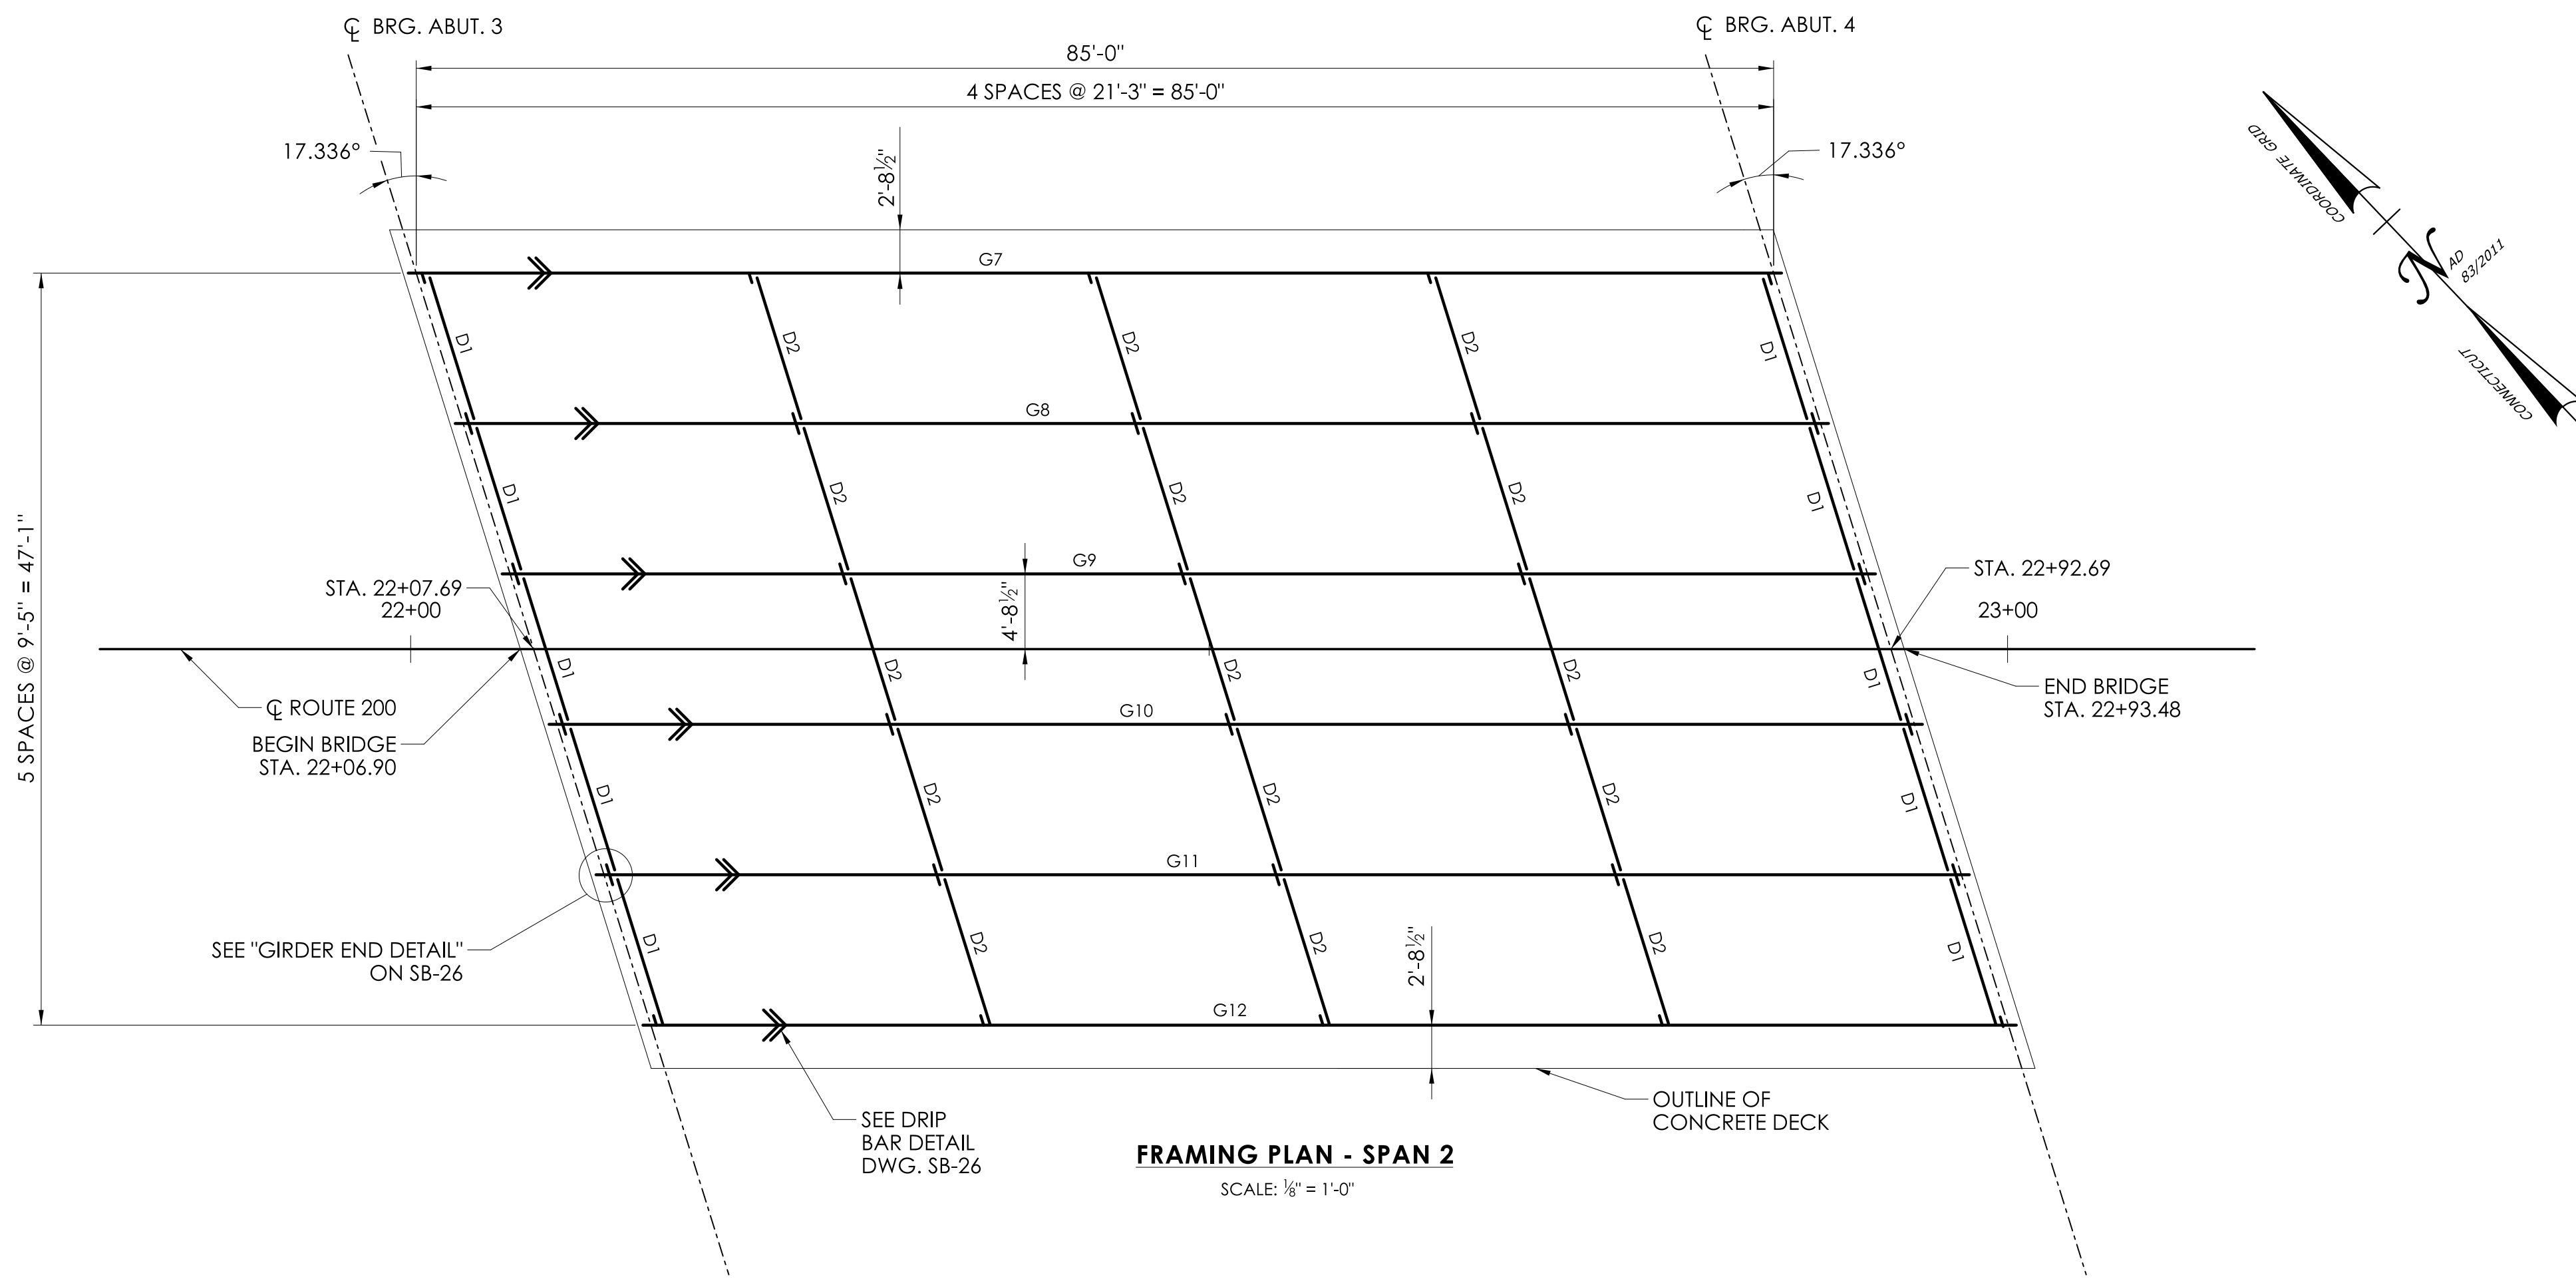 ℄ BRG. ABUT. 3
℄ BRG. ABUT. 4
85'-0"
4 SPACES @ 21'-3" = 85'-0"
17.336°
17.336°
2'-8½"
COORDINATE GRID
N
AD
83/2011
CONNECTICUT
G7
D1
D2
D2
D2
D1
G8
D1
D2
D2
D2
D1
G9
5 SPACES @ 9'-5" = 47'-1"
STA. 22+07.69
22+00
4'-8½"
STA. 22+92.69
23+00
D1
D2
D2
D2
D1
℄ ROUTE 200
BEGIN BRIDGE
STA. 22+06.90
END BRIDGE
STA. 22+93.48
G10
D1
D2
D2
D2
D1
G11
SEE "GIRDER END DETAIL"
ON SB-26
D1
D2
D2
D2
D1
2'-8½"
G12
SEE DRIP
BAR DETAIL
DWG. SB-26
OUTLINE OF
CONCRETE DECK
FRAMING PLAN - SPAN 2
SCALE: ⅛" = 1'-0"